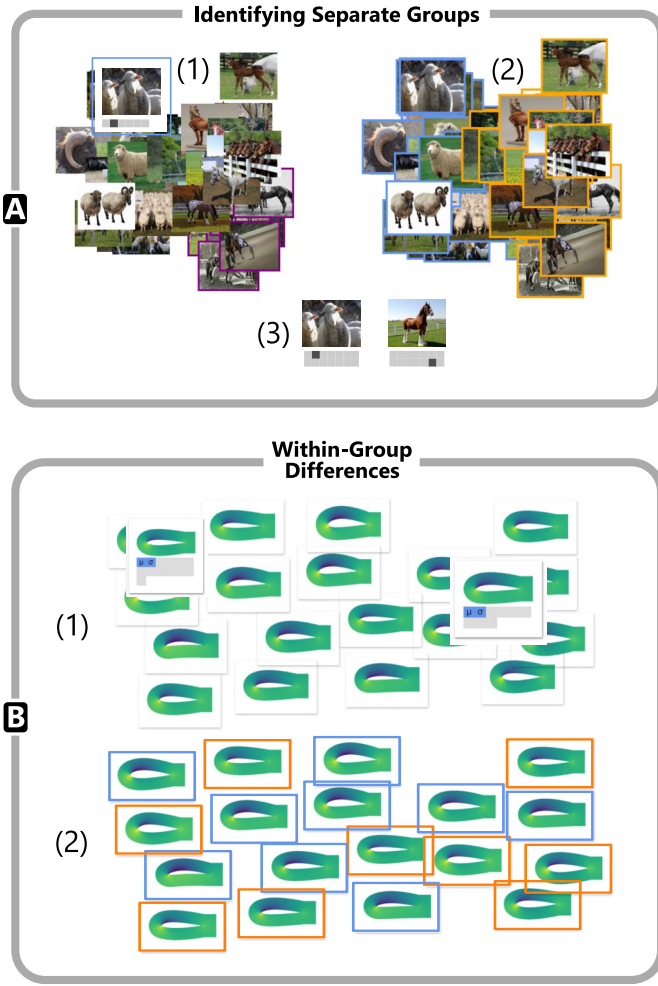 Identifying Separate Groups
(1)
(2)
A
(3)
Within-Group
Differences
μ σ
μ σ
(1)
B
(2)